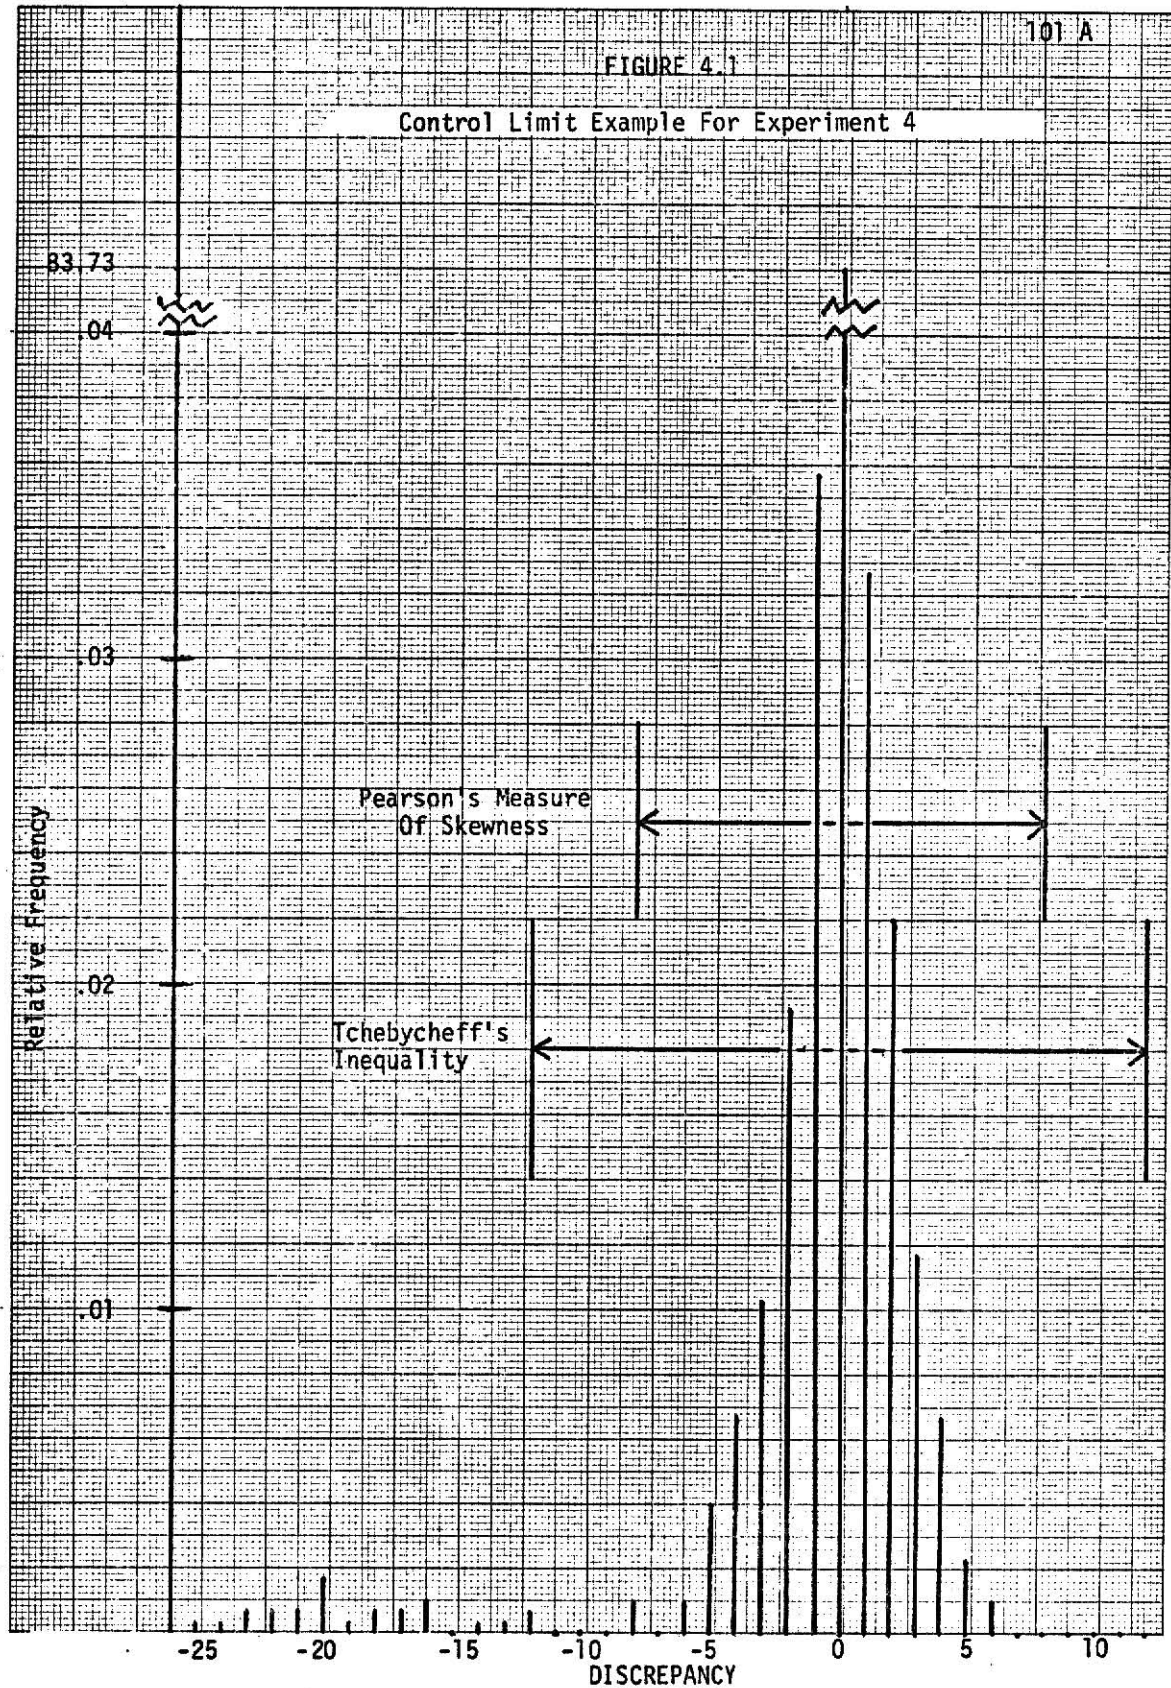 101 A
FIGURE 4.1
Control Limit Example For Experiment 4
83.73
.04
.03
Pearson's Measure
Of Skewness
Relative Frequency
.02
Tchebycheff's
Inequality
.01
-25 -20 -15 -10 -5 0 5 10
DISCREPANCY